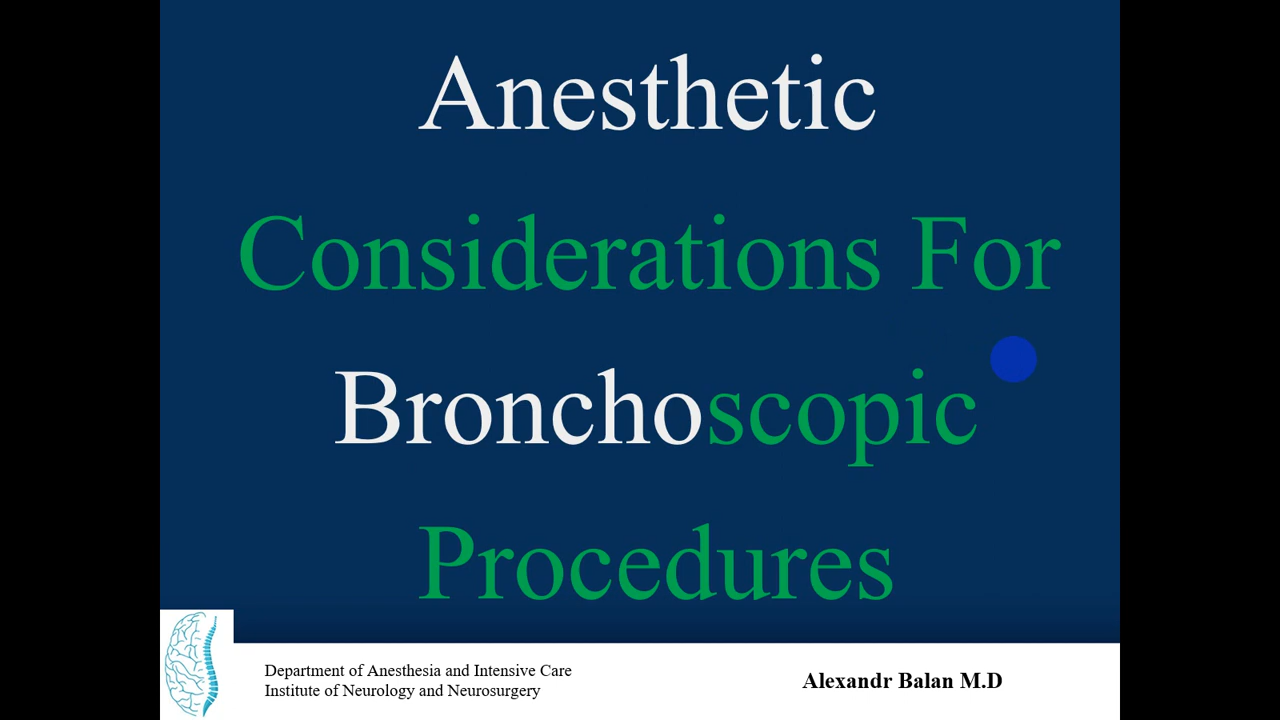 Anesthetic
Considerations For
Bronchoscopic
Procedures
Department of Anesthesia and Intensive Care
Institute of Neurology and Neurosurgery
Alexandr Balan M.D